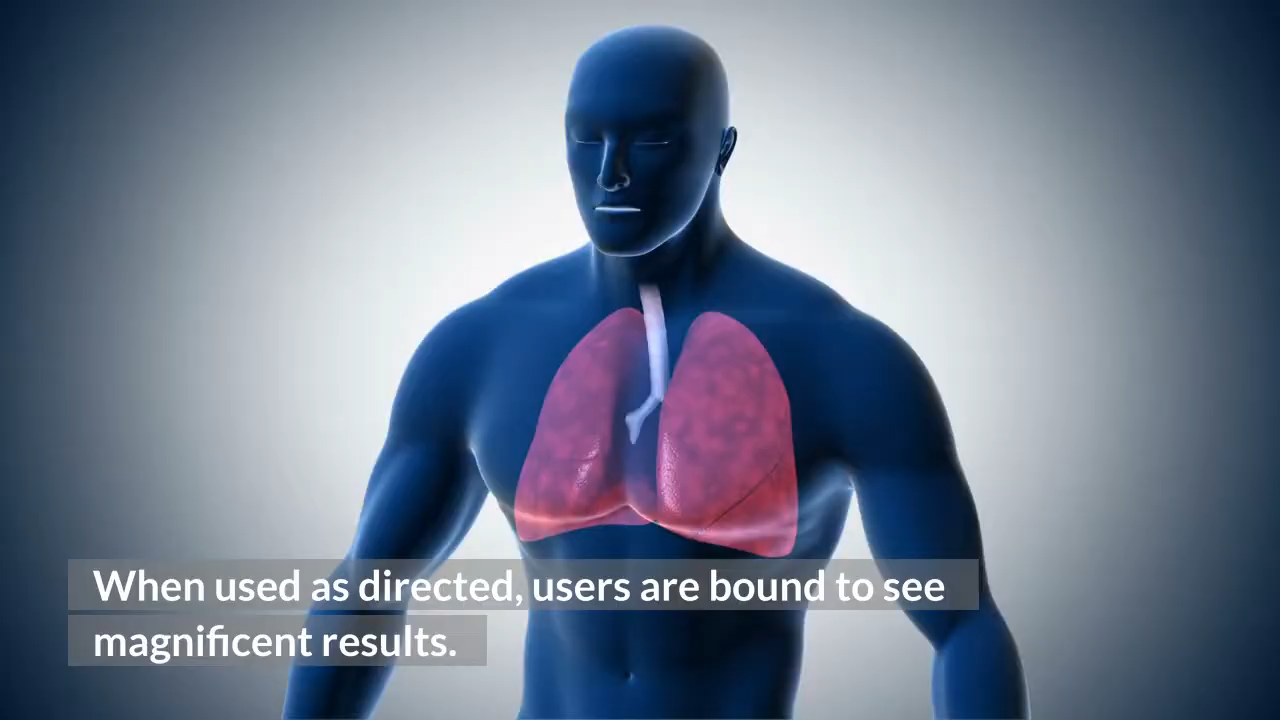 When used as directed, users are bound to see
magnificent results.